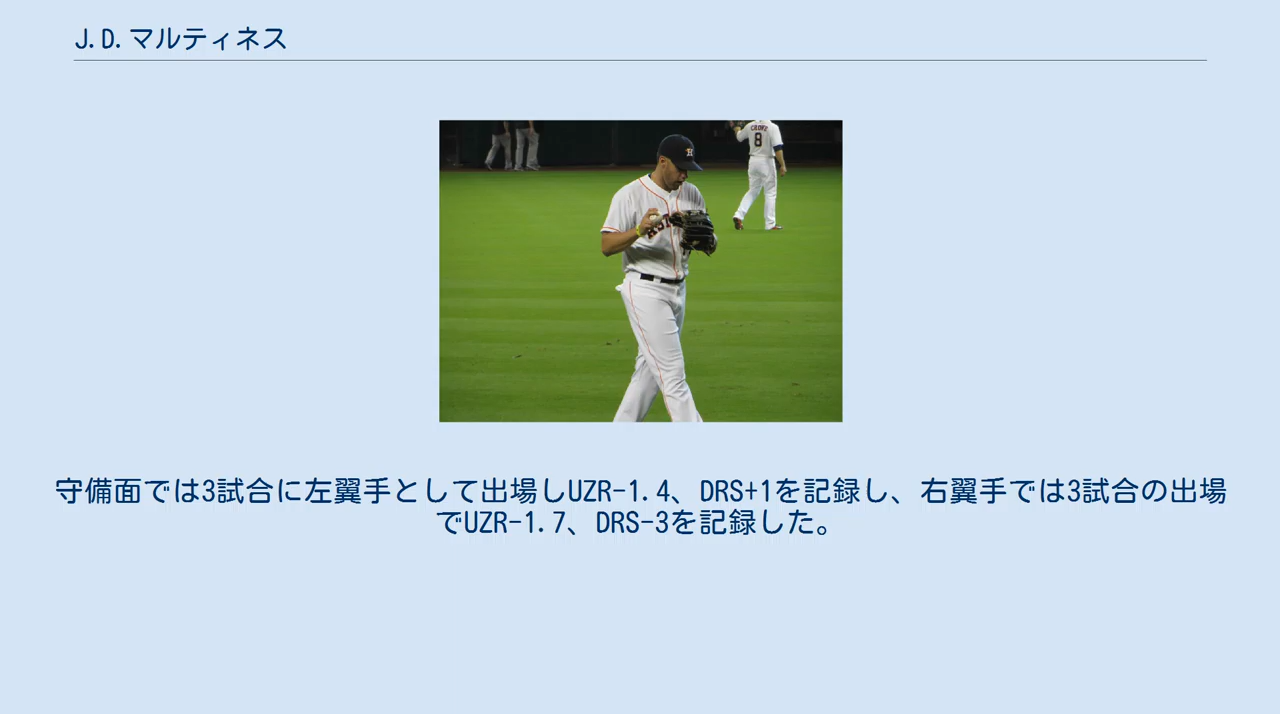 J.D.マルティネス
CROWE
8
守備面では3試合に左翼手として出場しUZR-1.4、DRS+1を記録し、右翼手では3試合の出場
でUZR-1.7、DRS-3を記録した。